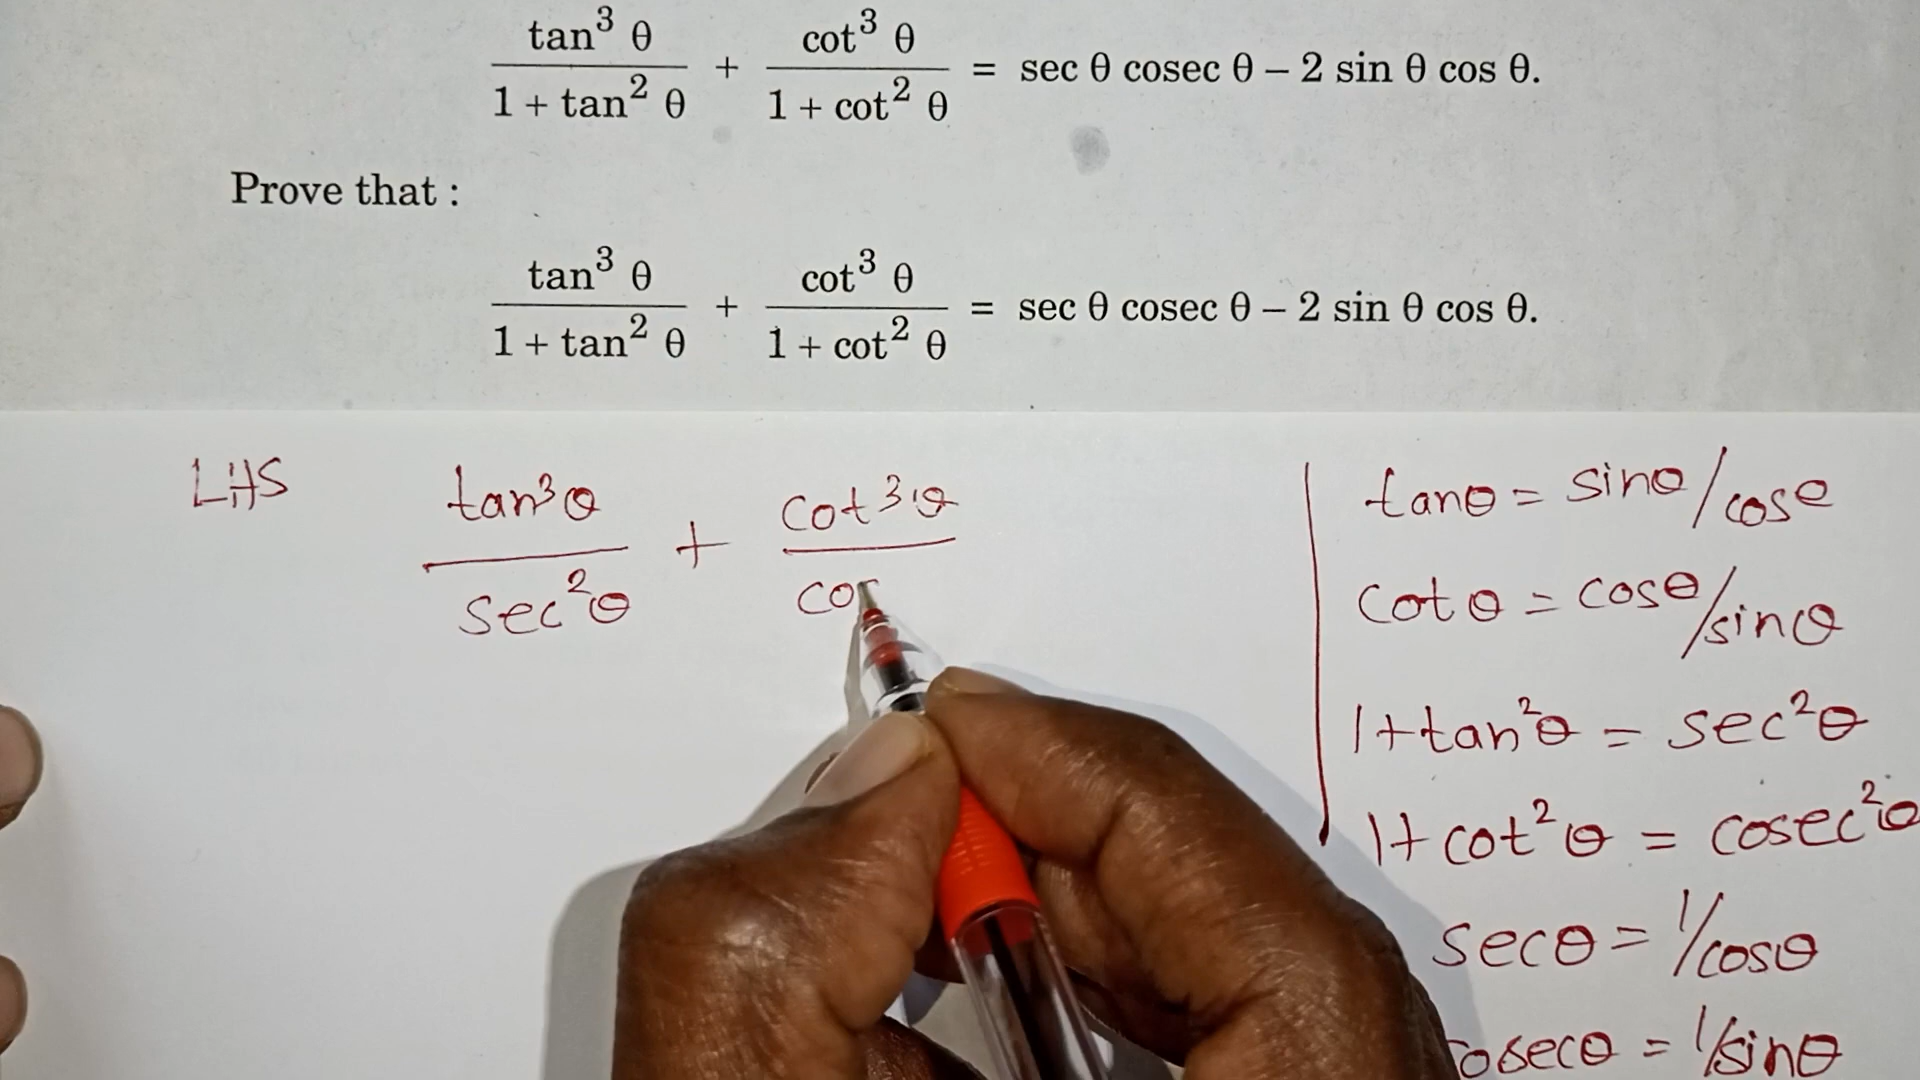 tan³ θ / 1 + tan² θ + cot³ θ / 1 + cot² θ = sec θ cosec θ – 2 sin θ cos θ.
Prove that :
tan³ θ / 1 + tan² θ + cot³ θ / 1 + cot² θ = sec θ cosec θ – 2 sin θ cos θ.
LHS tan³θ / sec²θ + cot³θ / cos
tanθ = sinθ/cosθ
cotθ = cosθ/sinθ
1+tan²θ = sec²θ
1+cot²θ = cosec²θ
secθ = 1/cosθ
cosecθ = 1/sinθ